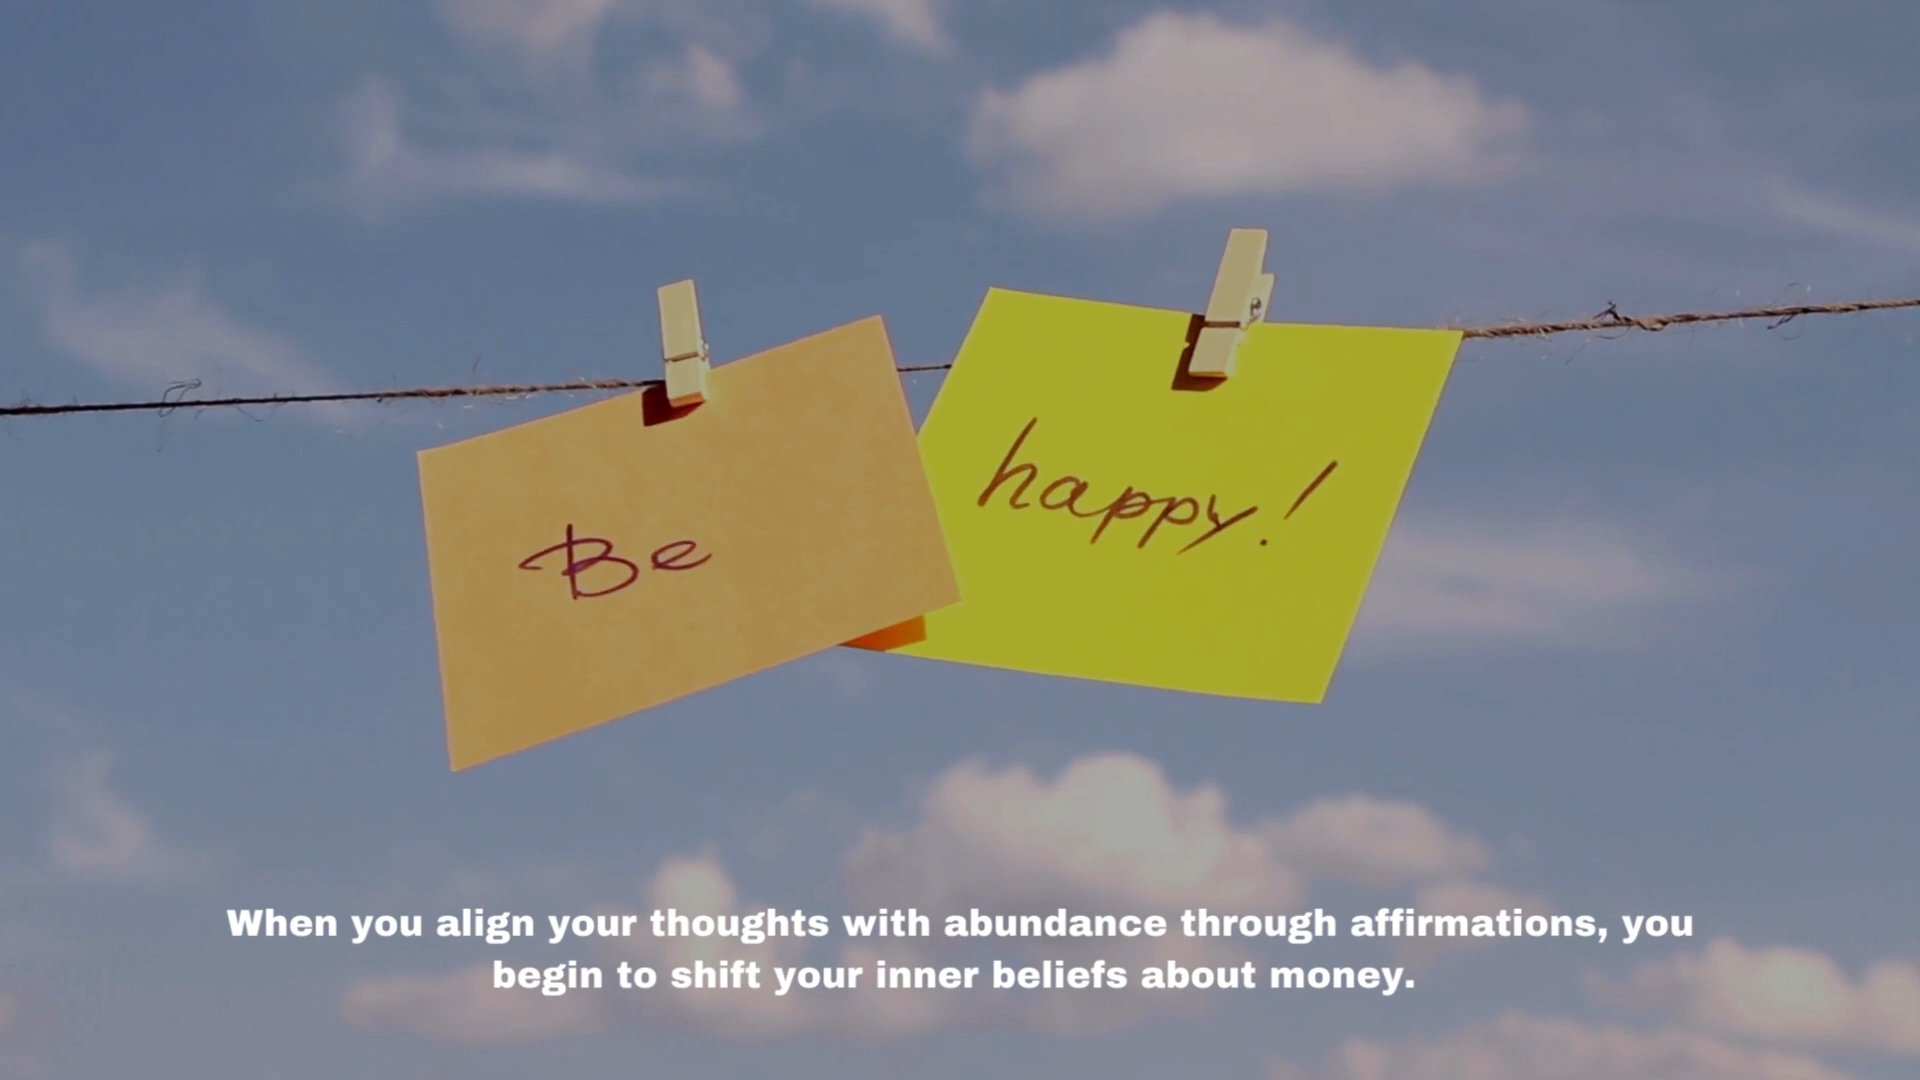 Be
happy!
When you align your thoughts with abundance through affirmations, you
begin to shift your inner beliefs about money.